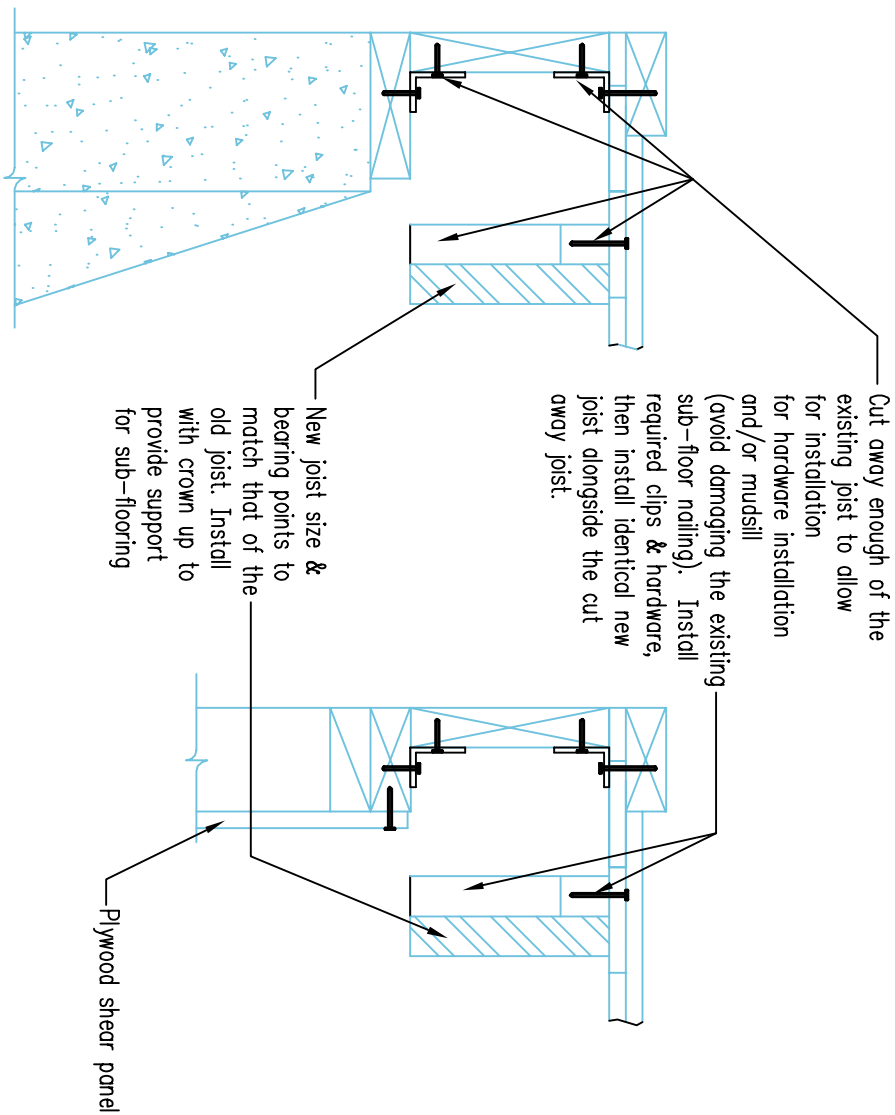 Cut away enough of the
existing joist to allow
for installation
for hardware installation
and/or mudsill
(avoid damaging the existing
sub-floor nailing). Install
required clips & hardware,
then install identical new
joist alongside the cut
away joist.
New joist size &
bearing points to
match that of the
old joist. Install
with crown up to
provide support
for sub-flooring
Plywood shear panel